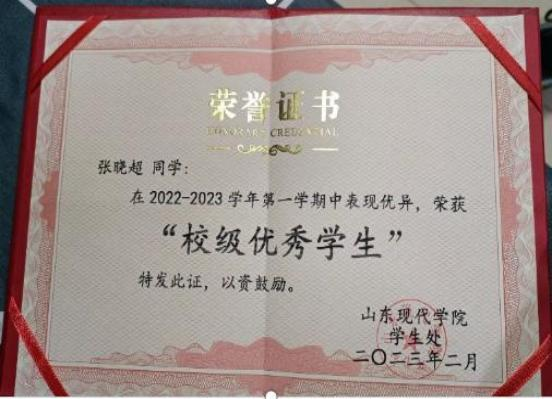 荣誉证书
HONORARY CREDENTIAL
张晓超 同学：
在2022-2023学年第一学期中表现优异，荣获
“校级优秀学生”
特发此证，以资鼓励。
山东现代学院
学生处
二〇二三年二月